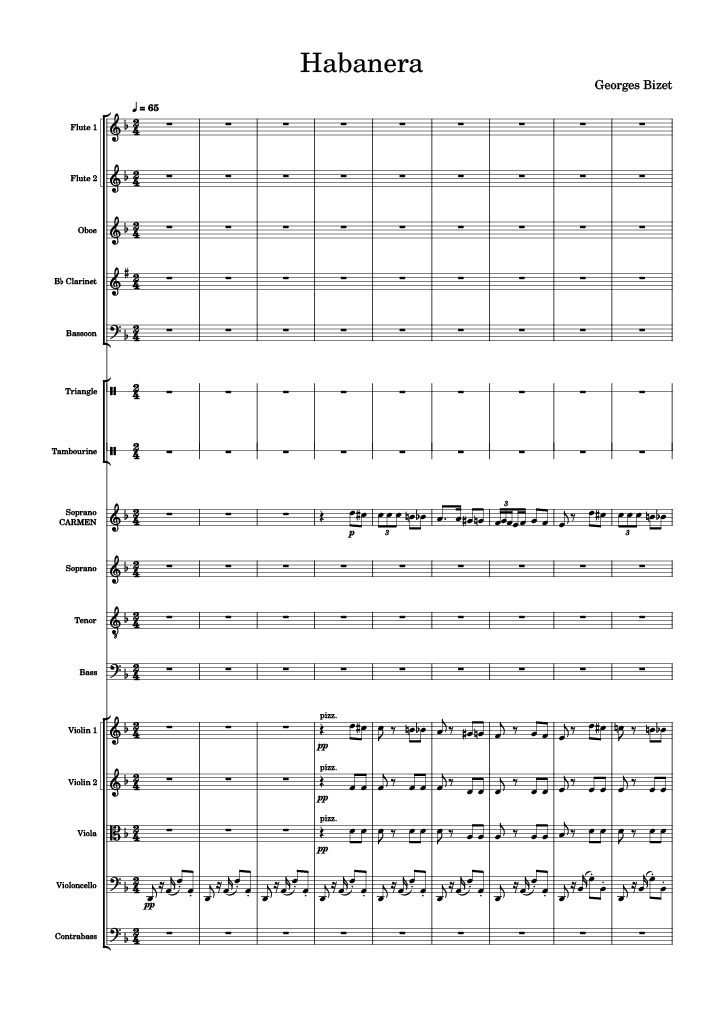 Habanera
Georges Bizet
♩ = 65
Flute 1
Flute 2
Oboe
B♭ Clarinet
Bassoon
Triangle
Tambourine
Soprano
CARMEN
p
3
3
3
Soprano
Tenor
Bass
pizz.
Violin 1
pp
pizz.
Violin 2
pp
pizz.
Viola
pp
Violoncello
pp
Contrabass